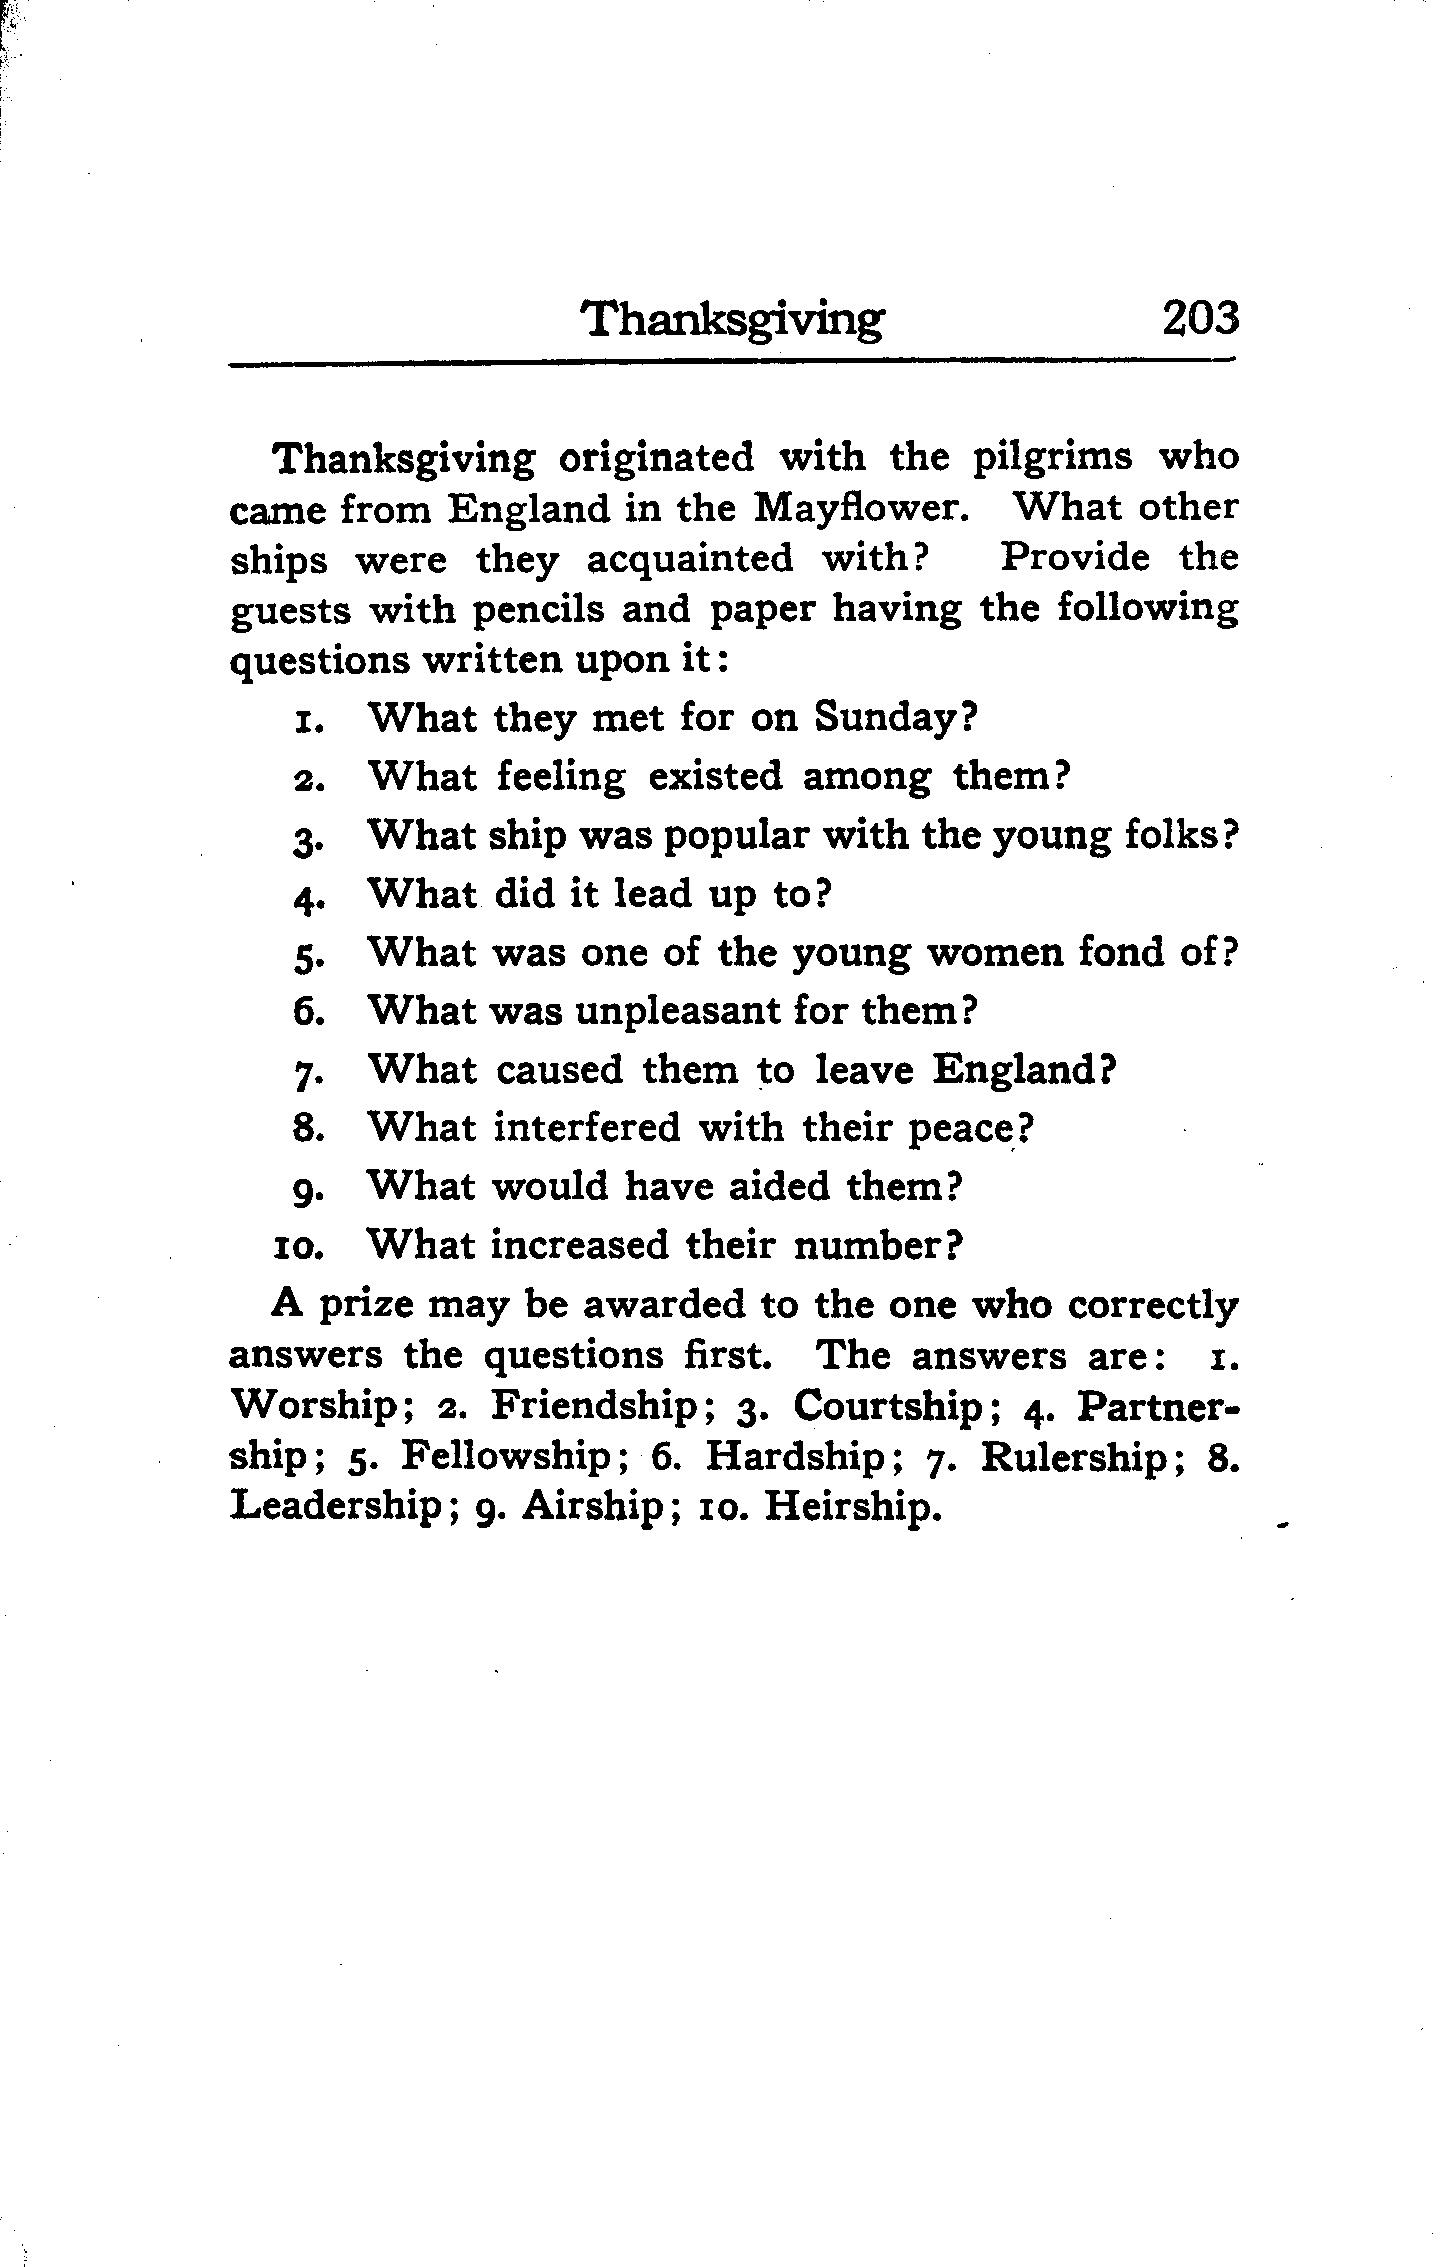 Thanksgiving 203
Thanksgiving originated with the pilgrims who
came from England in the Mayflower. What other
ships were they acquainted with? Provide the
guests with pencils and paper having the following
questions written upon it:
1. What they met for on Sunday?
2. What feeling existed among them?
3. What ship was popular with the young folks?
4. What did it lead up to?
5. What was one of the young women fond of?
6. What was unpleasant for them?
7. What caused them to leave England?
8. What interfered with their peace?
9. What would have aided them?
10. What increased their number?
A prize may be awarded to the one who correctly
answers the questions first. The answers are: 1.
Worship; 2. Friendship; 3. Courtship; 4. Partner-
ship; 5. Fellowship; 6. Hardship; 7. Rulership; 8.
Leadership; 9. Airship; 10. Heirship.